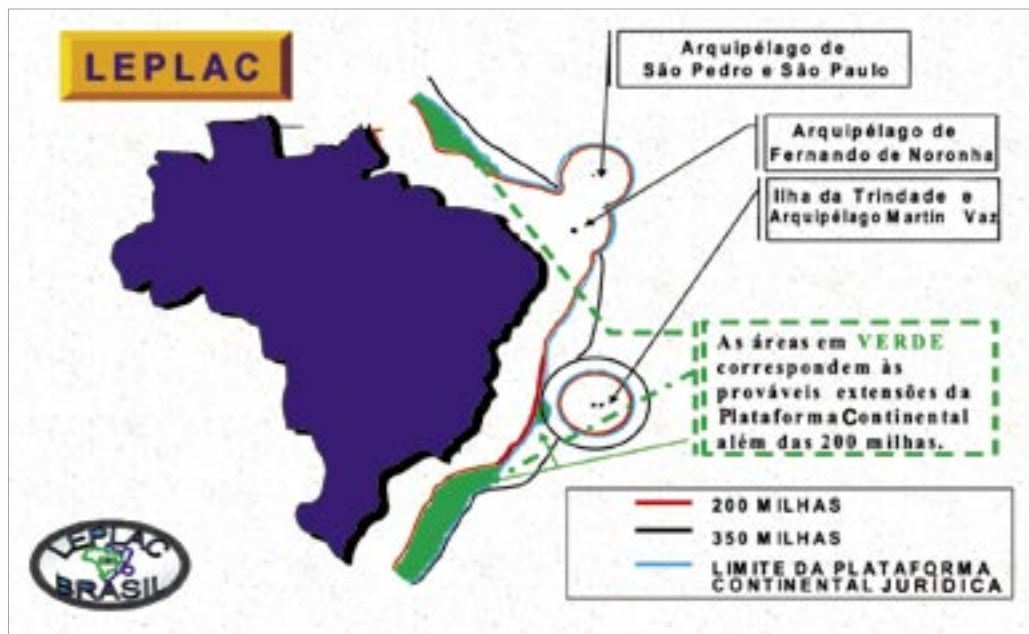 LEPLAC
Arquipélago de
São Pedro e São Paulo
Arquipélago de
Fernando de Noronha
Ilha da Trindade e
Arquipélago Martin Vaz
As áreas em VERDE
correspondem às
prováveis extensões da
Plataforma Continental
além das 200 milhas.
200 MILHAS
350 MILHAS
LIMITE DA PLATAFORMA
CONTINENTAL JURÍDICA
LEPLAC
BRASIL